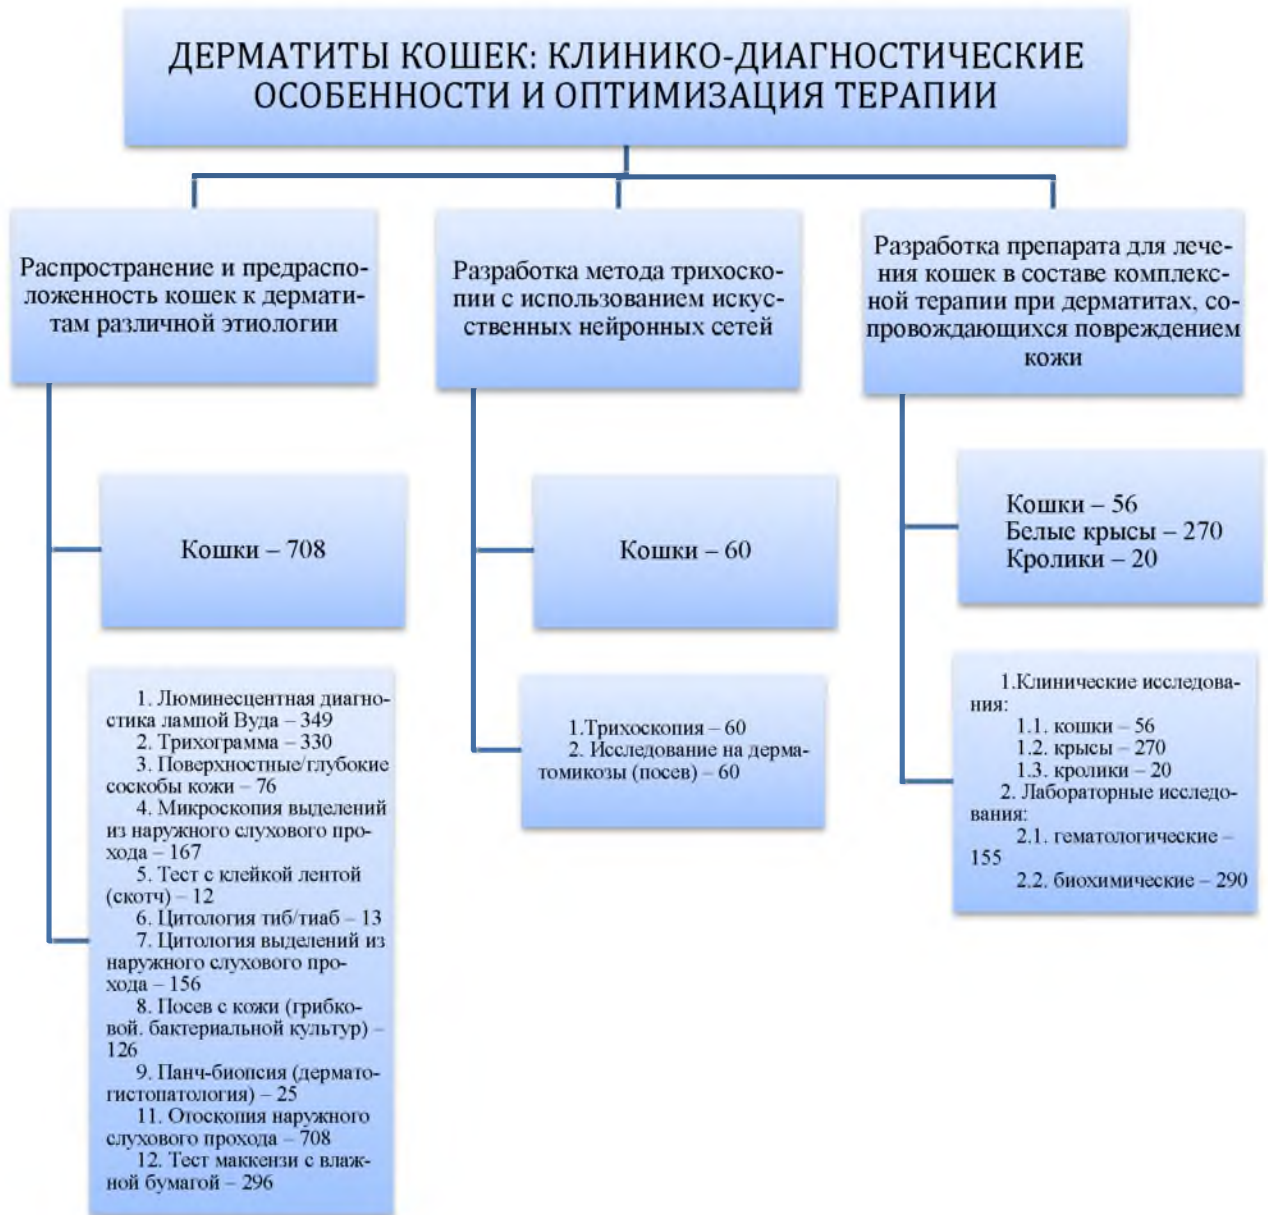 ДЕРМАТИТЫ КОШЕК: КЛИНИКО-ДИАГНОСТИЧЕСКИЕ
ОСОБЕННОСТИ И ОПТИМИЗАЦИЯ ТЕРАПИИ
Распространение и предраспо-
ложенность кошек к дермати-
там различной этиологии
Разработка метода трихоско-
пии с использованием искус-
ственных нейронных сетей
Разработка препарата для лече-
ния кошек в составе комплекс-
ной терапии при дерматитах, со-
провождающихся повреждением
кожи
Кошки – 708
Кошки – 60
Кошки – 56
Белые крысы – 270
Кролики – 20
1. Люминесцентная диагно-
стика лампой Вуда – 349
2. Трихограмма – 330
3. Поверхностные/глубокие
соскобы кожи – 76
4. Микроскопия выделений
из наружного слухового про-
хода – 167
5. Тест с клейкой лентой
(скотч) – 12
6. Цитология тиб/тиаб – 13
7. Цитология выделений из
наружного слухового про-
хода – 156
8. Посев с кожи (грибко-
вой. бактериальной культур) –
126
9. Панч-биопсия (дермато-
гистопатология) – 25
11. Отоскопия наружного
слухового прохода – 708
12. Тест маккензи с влаж-
ной бумагой – 296
1.Трихоскопия – 60
2. Исследование на дерма-
томикозы (посев) – 60
1.Клинические исследова-
ния:
1.1. кошки – 56
1.2. крысы – 270
1.3. кролики – 20
2. Лабораторные исследо-
вания:
2.1. гематологические –
155
2.2. биохимические – 290